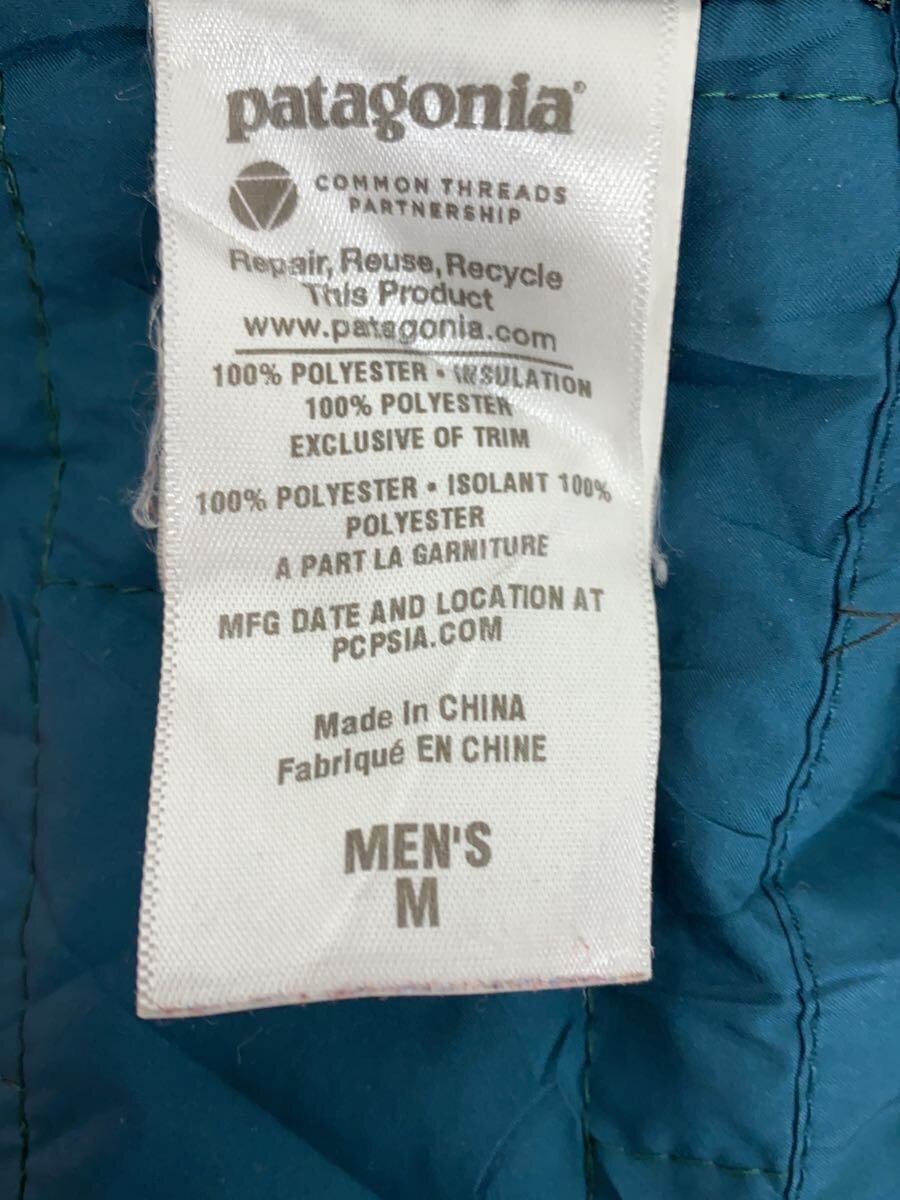 patagonia®
COMMON THREADS
PARTNERSHIP
Repair, Reuse, Recycle
This Product
www.patagonia.com
100% POLYESTER • INSULATION
100% POLYESTER
EXCLUSIVE OF TRIM
100% POLYESTER • ISOLANT 100%
POLYESTER
A PART LA GARNITURE
MFG DATE AND LOCATION AT
PCPSIA.COM
Made In CHINA
Fabriqué EN CHINE
MEN'S
M